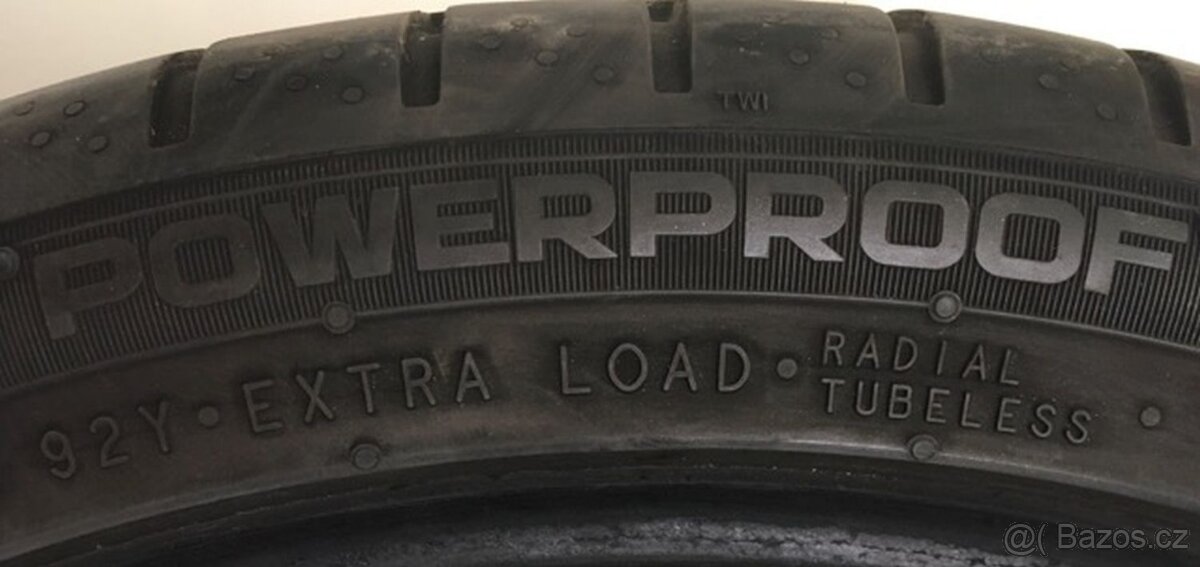 TWI
POWERPROOF
92Y • EXTRA LOAD • RADIAL
TUBELESS •
@( Bazos.cz